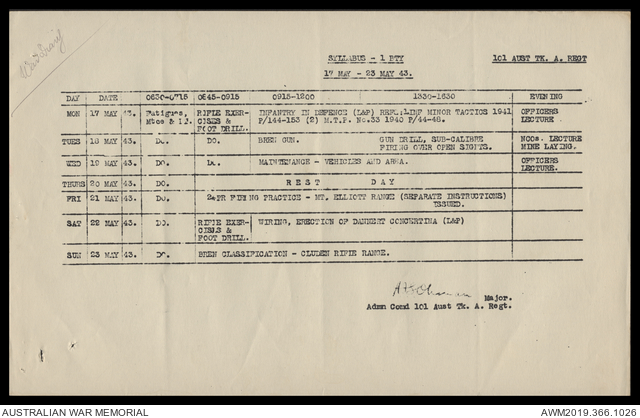 SYLLABUS - 1 BTY 101 AUST TK. A. REGT
17 MAY - 23 MAY 43.
DAY DATE 0630-0715 0845-0915 0915-1200 1330-1630 EVENING
MON 17 MAY 43. Fatigues, RIFLE EXER- INFANTRY IN DEFENCE (L&P) REFL: INF MINOR TACTICS 1941 OFFICERS
Mtce & CISES & P/144-153 (2) M.T.P. No.33 1940 P/44-48. LECTURE
FOOT DRILL.
TUES 18 MAY 43. Do. DO. BREN GUN. GUN DRILL, SUB-CALIBRE NCOs. LECTURE
FIRING OVER OPEN SIGHTS. MINE LAYING.
WED 19 MAY 43. DO. Do. MAINTENANCE - VEHICLES AND AREA. OFFICERS
LECTURE.
THURS 20 MAY 43. DO. R E S T D A Y
FRI 21 MAY 43. DO. 2-PR FIRING PRACTICE - MT. ELLIOTT RANGE (SEPARATE INSTRUCTIONS)
ISSUED.
SAT 22 MAY 43. DO. RIFLE EXER- WIRING, ERECTION OF DANNERT CONCERTINA (L&P)
CISES &
FOOT DRILL.
SUN 23 MAY 43. DO. BREN CLASSIFICATION - CLUDEN RIFLE RANGE.
Major.
Admn Comd 101 Aust Tk. A. Regt.
AUSTRALIAN WAR MEMORIAL AWM2019.366.1026